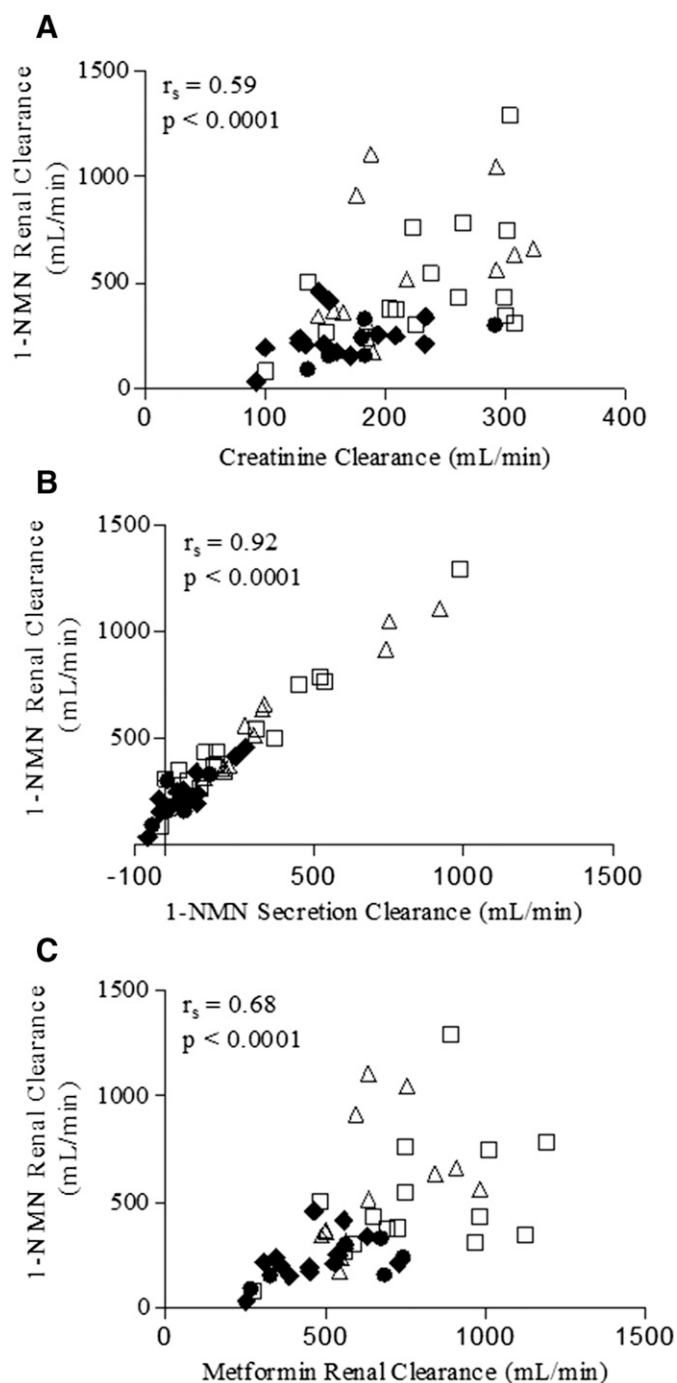 A
1-NMN Renal Clearance
(mL/min)
1500
1000
500
0
r_s = 0.59
p < 0.0001
0 100 200 300 400
Creatinine Clearance (mL/min)
B
1-NMN Renal Clearance
(mL/min)
1500
1000
500
r_s = 0.92
p < 0.0001
-100 500 1000 1500
1-NMN Secretion Clearance (mL/min)
C
1-NMN Renal Clearance
(mL/min)
1500
1000
500
0
r_s = 0.68
p < 0.0001
0 500 1000 1500
Metformin Renal Clearance (mL/min)